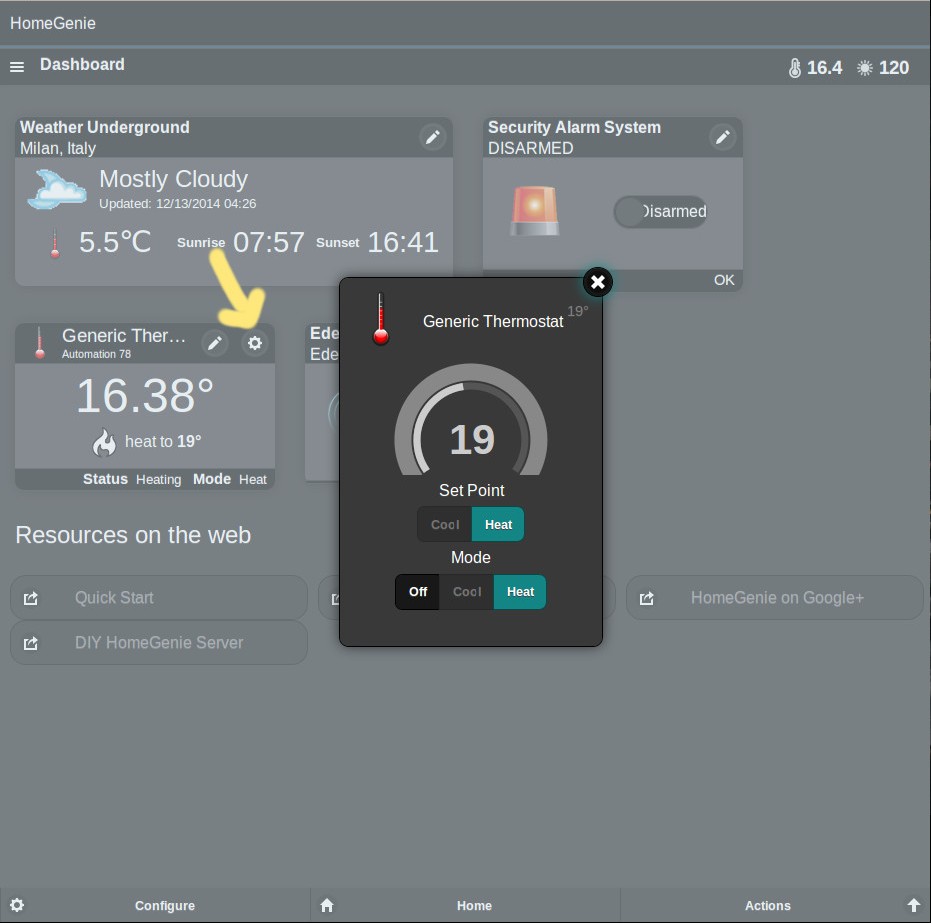 HomeGenie
Dashboard
16.4 120
Weather Underground
Milan, Italy
Mostly Cloudy
Updated: 12/13/2014 04:26
5.5℃ Sunrise 07:57 Sunset 16:41
Security Alarm System
DISARMED
Disarmed
OK
Generic Ther…
Automation 78
16.38°
heat to 19°
Status Heating Mode Heat
Ede
Ede
Generic Thermostat 19°
19
Set Point
Cool Heat
Mode
Off Cool Heat
Resources on the web
Quick Start
HomeGenie on Google+
DIY HomeGenie Server
Configure Home Actions